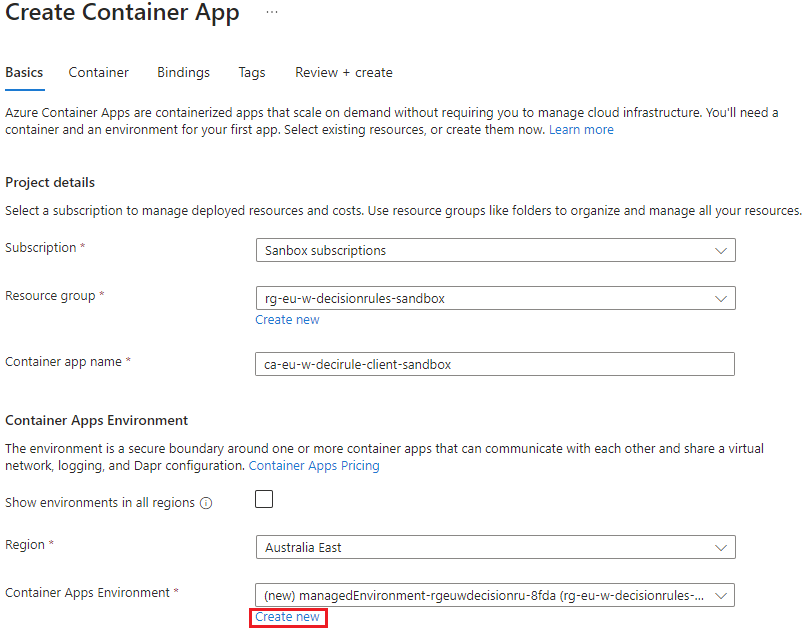 Create Container App ...
Basics Container Bindings Tags Review + create
Azure Container Apps are containerized apps that scale on demand without requiring you to manage cloud infrastructure. You'll need a
container and an environment for your first app. Select existing resources, or create them now. Learn more
Project details
Select a subscription to manage deployed resources and costs. Use resource groups like folders to organize and manage all your resources.
Subscription *
Sanbox subscriptions
Resource group *
rg-eu-w-decisionrules-sandbox
Create new
Container app name *
ca-eu-w-decirule-client-sandbox
Container Apps Environment
The environment is a secure boundary around one or more container apps that can communicate with each other and share a virtual
network, logging, and Dapr configuration. Container Apps Pricing
Show environments in all regions
Region *
Australia East
Container Apps Environment *
(new) managedEnvironment-rgeuwdecisionru-8fda (rg-eu-w-decisionrules-...
Create new